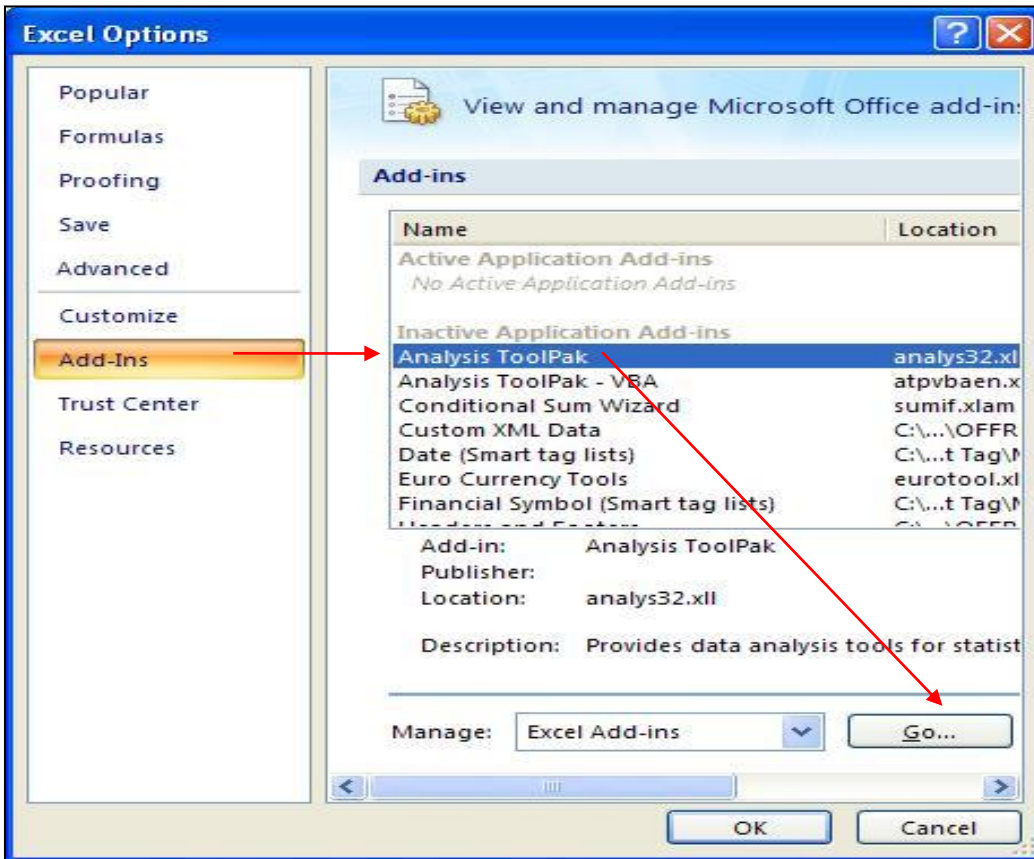 Excel Options
Popular
Formulas
Proofing
Save
Advanced
Customize
Add-Ins
Trust Center
Resources
View and manage Microsoft Office add-in
Add-ins
Name Location
Active Application Add-ins
No Active Application Add-ins
Inactive Application Add-ins
Analysis ToolPak analys32.xl
Analysis ToolPak - VBA atpvbaen.x
Conditional Sum Wizard sumif.xlam
Custom XML Data C:\...\OFFR
Date (Smart tag lists) C:\...t Tag\M
Euro Currency Tools eurotool.xl
Financial Symbol (Smart tag lists) C:\...t Tag\M
Headers and Footers
Add-in: Analysis ToolPak
Publisher:
Location: analys32.xll
Description: Provides data analysis tools for statist
Manage: Excel Add-ins Go...
OK Cancel